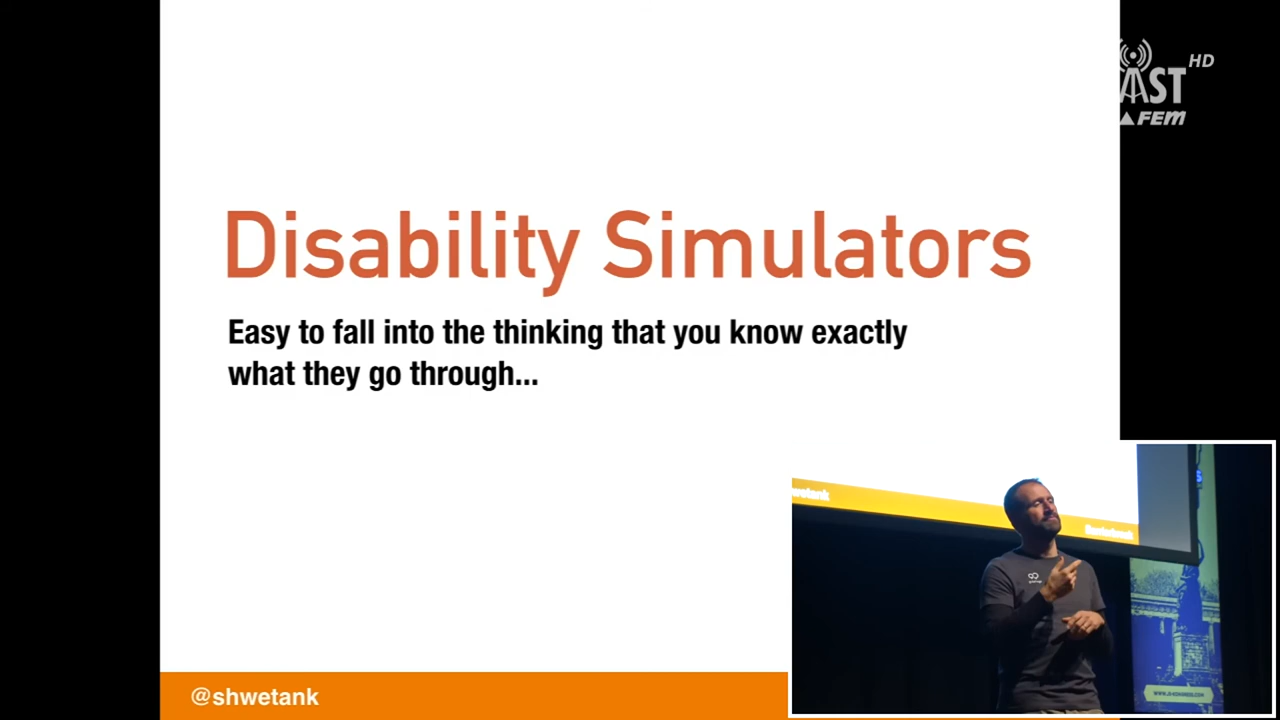 HD
AST
FEM
Disability Simulators
Easy to fall into the thinking that you know exactly
what they go through...
@shwetank